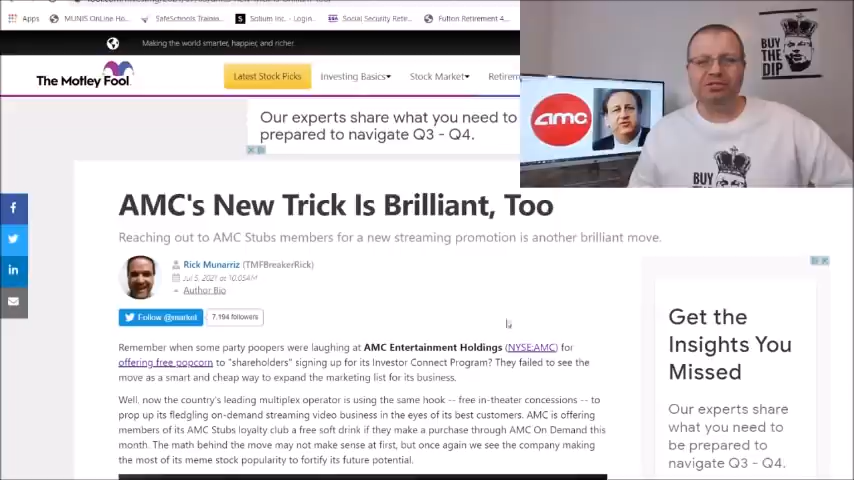 MUNIS OnLine Ho...
SafeSchools Trainin...
Solium Inc. - Login...
Social Security Retir...
Fulton Retirement 4...
Apps
Making the world smarter, happier, and richer.
The Motley Fool
Latest Stock Picks
Investing Basics
Stock Market
Retirem
Our experts share what you need to
prepared to navigate Q3 - Q4.
BUY
THE
DIP
amc
BUY
AMC's New Trick Is Brilliant, Too
Reaching out to AMC Stubs members for a new streaming promotion is another brilliant move.
Rick Munarriz (TMFBreakerRick)
Jul 5, 2021 at 10:05AM
Author Bio
Follow @market
7,194 followers
Remember when some party poopers were laughing at AMC Entertainment Holdings (NYSE:AMC) for
offering free popcorn to "shareholders" signing up for its Investor Connect Program? They failed to see the
move as a smart and cheap way to expand the marketing list for its business.
Well, now the country's leading multiplex operator is using the same hook -- free in-theater concessions -- to
prop up its fledgling on-demand streaming video business in the eyes of its best customers. AMC is offering
members of its AMC Stubs loyalty club a free soft drink if they make a purchase through AMC On Demand this
month. The math behind the move may not make sense at first, but once again we see the company making
the most of its meme stock popularity to fortify its future potential.
Get the
Insights You
Missed
Our experts share
what you need to
be prepared to
navigate Q3 - Q4.